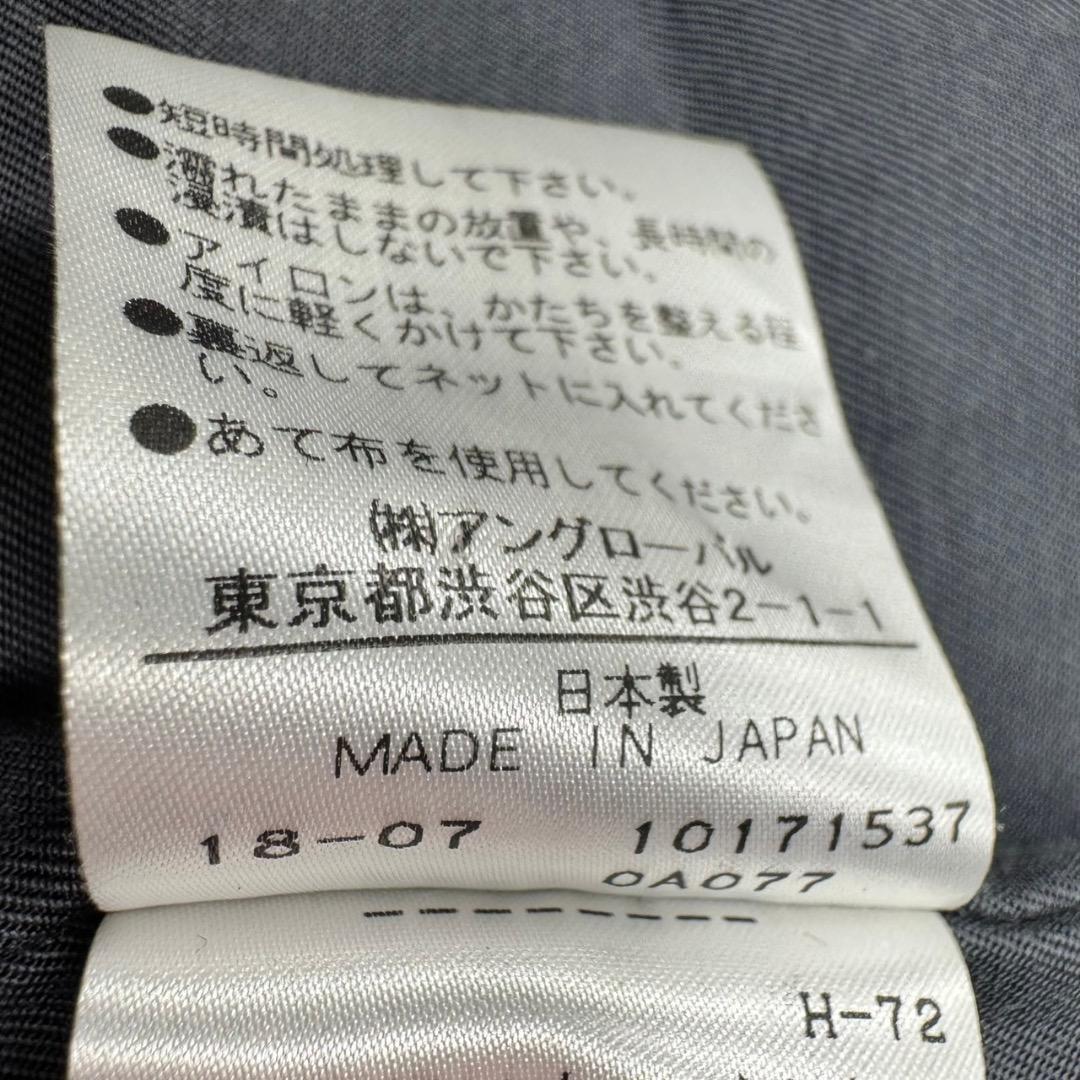 ●短時間処理して下さい。
●濡れたままの放置や、長時間の
浸漬はしないで下さい。
●アイロンは、かたちを整える程
度に軽くかけて下さい。
●裏返してネットに入れてくださ
い。
●あて布を使用してください。
(株)アングローバル
東京都渋谷区渋谷2-1-1
日本製
MADE IN JAPAN
18-07 10171537
0A077
--------
H-72